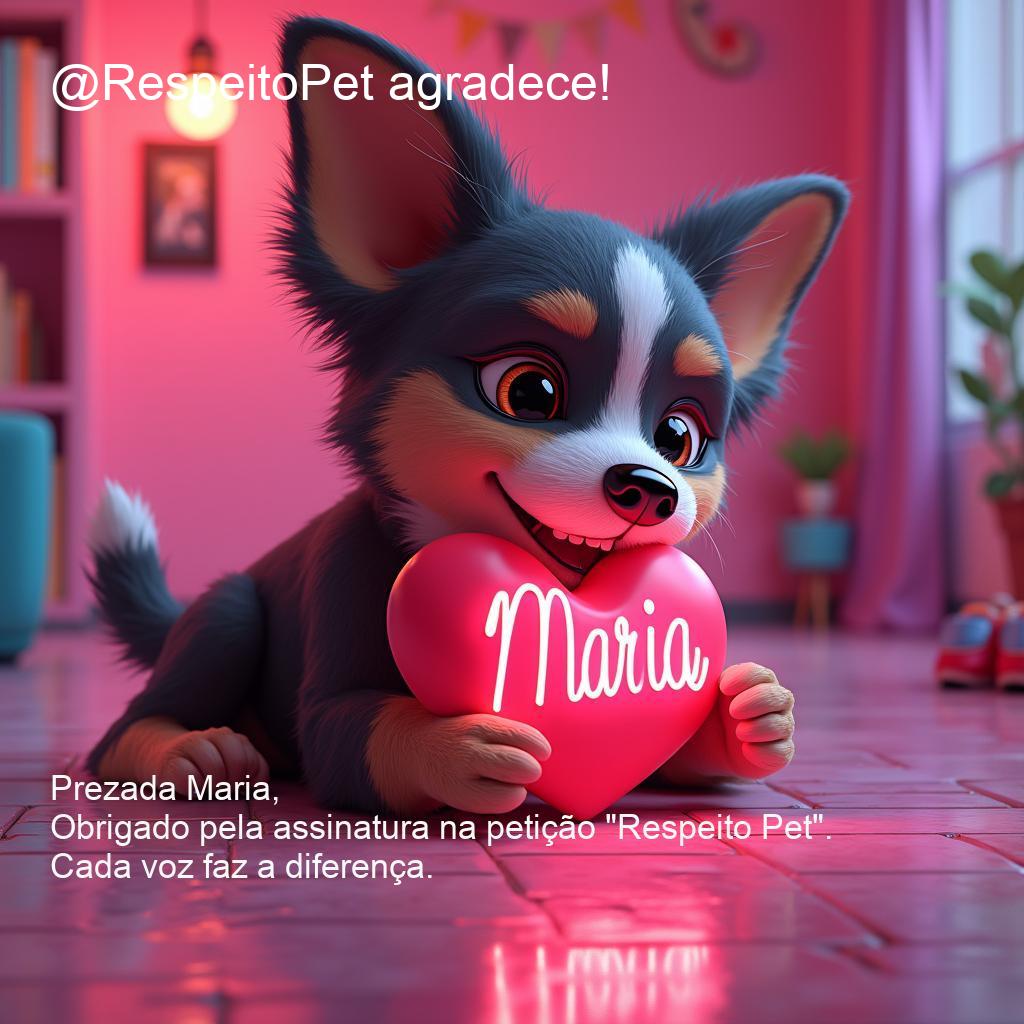 @RespeitoPet agradece!
Maria
Prezada Maria,
Obrigado pela assinatura na petição "Respeito Pet".
Cada voz faz a diferença.